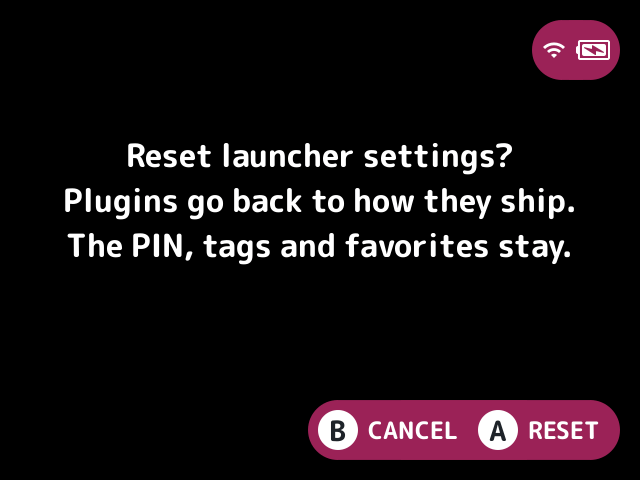 Reset launcher settings?
Plugins go back to how they ship.
The PIN, tags and favorites stay.
B CANCEL A RESET